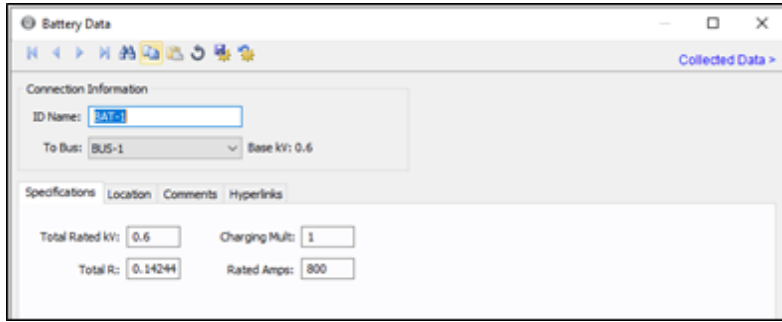 Battery Data
Collected Data >
Connection Information
ID Name: BAT-1
To Bus: BUS-1 Base kV: 0.6
Specifications Location Comments Hyperlinks
Total Rated kV: 0.6 Charging Mult: 1
Total R: 0.14244 Rated Amps: 800